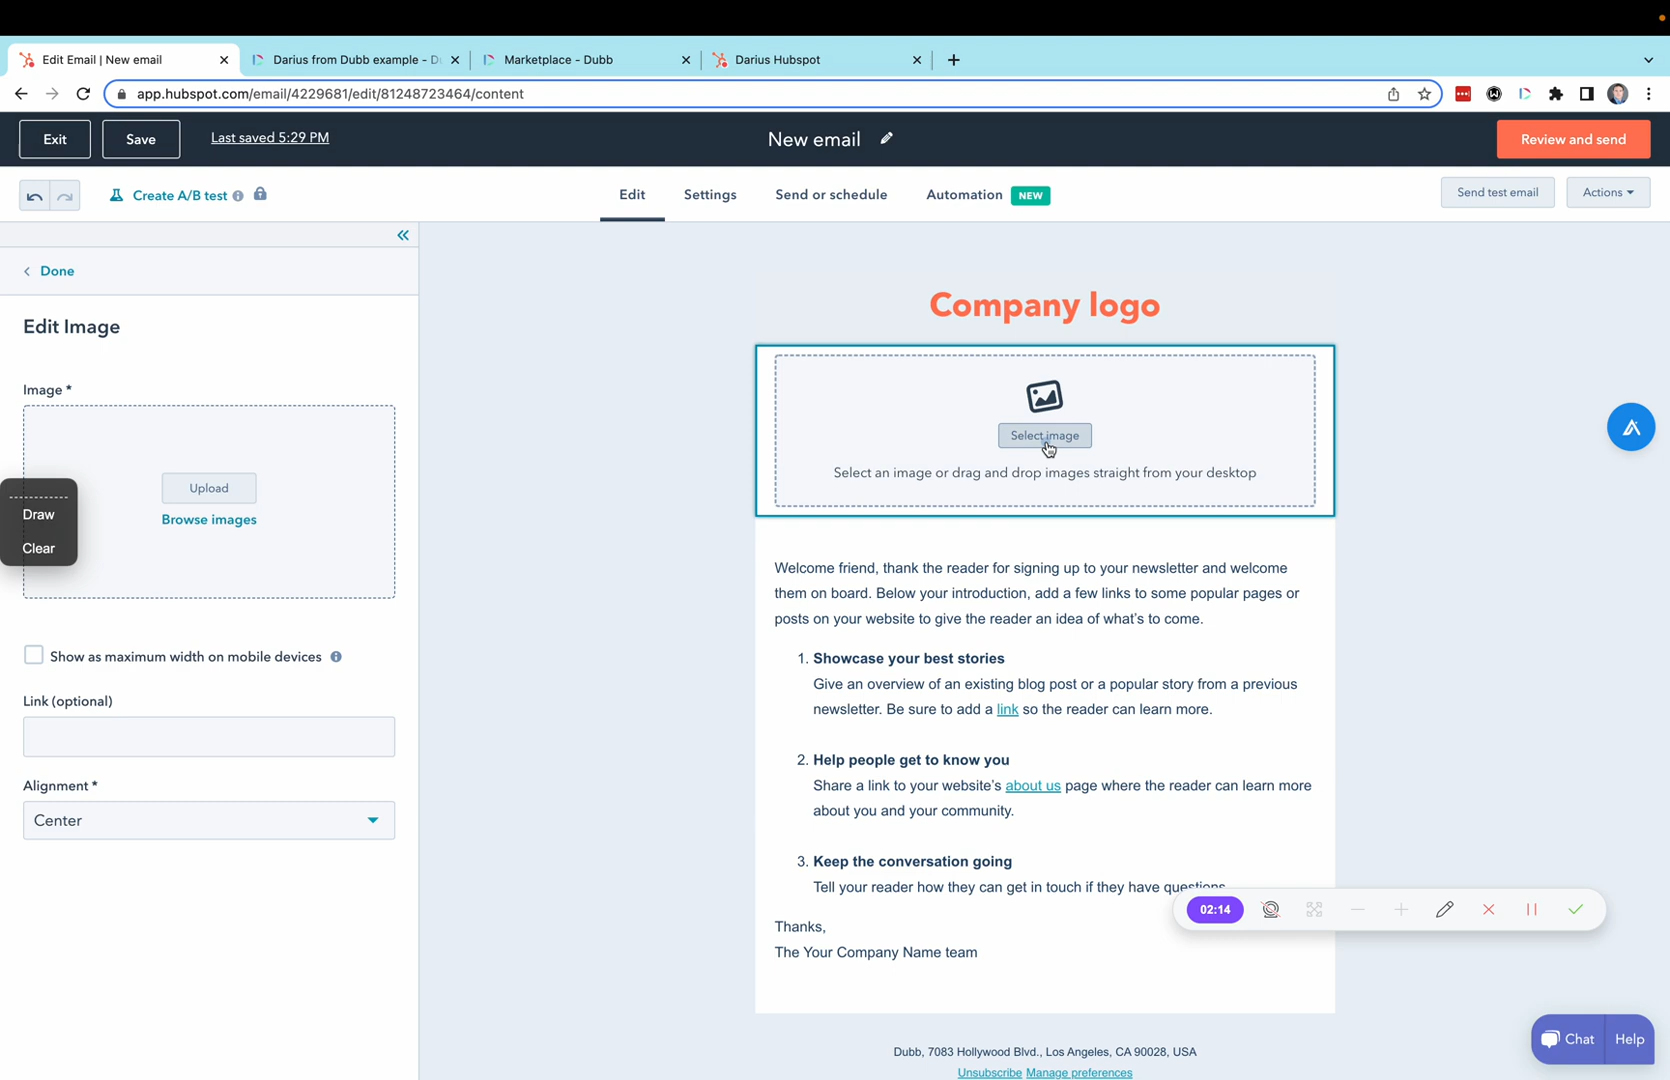 Edit Email | New email
Darius from Dubb example - D
Marketplace - Dubb
Darius Hubspot
app.hubspot.com/email/4229681/edit/81248723464/content
Exit
Save
Last saved 5:29 PM
New email
Review and send
Create A/B test
Edit
Settings
Send or schedule
Automation NEW
Send test email
Actions
Done
Edit Image
Image *
Upload
Browse images
Draw
Clear
Show as maximum width on mobile devices
Link (optional)
Alignment *
Center
Company logo
Select image
Select an image or drag and drop images straight from your desktop
Welcome friend, thank the reader for signing up to your newsletter and welcome
them on board. Below your introduction, add a few links to some popular pages or
posts on your website to give the reader an idea of what's to come.
1. Showcase your best stories
Give an overview of an existing blog post or a popular story from a previous
newsletter. Be sure to add a link so the reader can learn more.
2. Help people get to know you
Share a link to your website's about us page where the reader can learn more
about you and your community.
3. Keep the conversation going
Tell your reader how they can get in touch if they have questions
02:14
Thanks,
The Your Company Name team
Dubb, 7083 Hollywood Blvd., Los Angeles, CA 90028, USA
Unsubscribe Manage preferences
Chat
Help